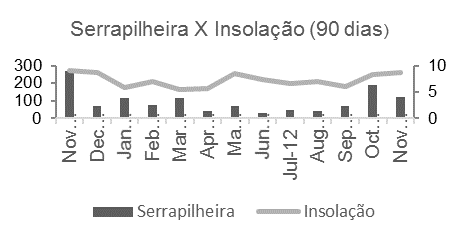 Serrapilheira X Insolação (90 dias)
300
200
100
0
10
5
0
Nov..
Dec..
Jan..
Feb..
Mar..
Apr..
Ma..
Jun..
Jul-12
Aug..
Sep..
Oct..
Nov..
Serrapilheira
Insolação